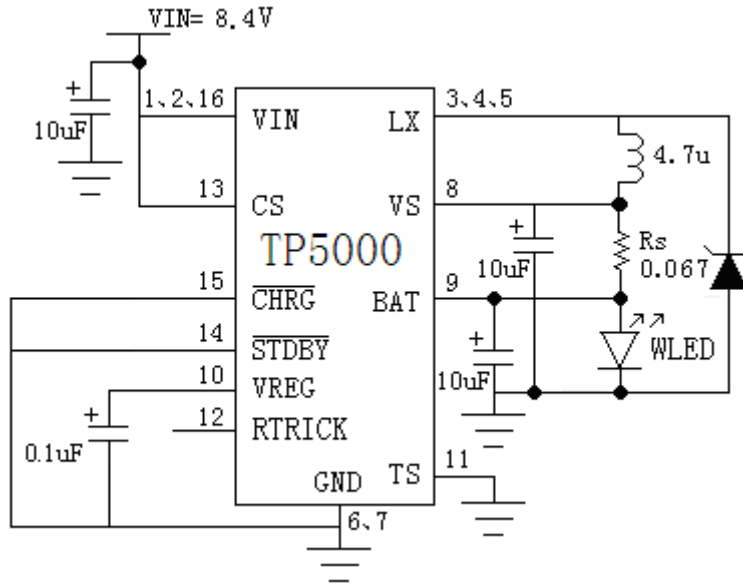 VIN= 8.4V
+
10uF
1、2、16
VIN
LX
3、4、5
4.7u
13
CS
VS
8
TP5000
+
10uF
Rs
0.067
15
CHRG
BAT
9
14
STDBY
WLED
+
10uF
10
VREG
+
0.1uF
12
RTRICK
TS
11
GND
6、7